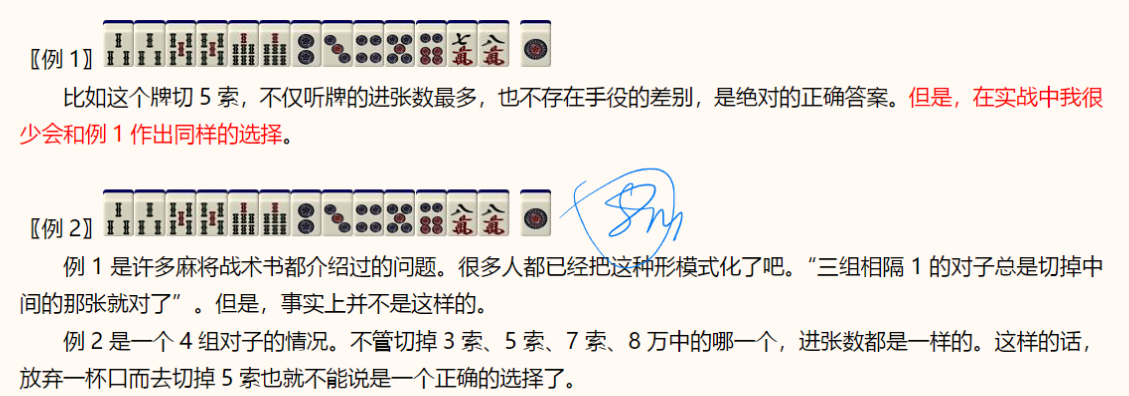 〖例 1〗七萬八萬
比如这个牌切 5 索，不仅听牌的进张数最多，也不存在手役的差别，是绝对的正确答案。但是，在实战中我很
少会和例 1 作出同样的选择。
〖例 2〗八萬八萬
例 1 是许多麻将战术书都介绍过的问题。很多人都已经把这种形模式化了吧。“三组相隔 1 的对子总是切掉中
间的那张就对了”。但是，事实上并不是这样的。
例 2 是一个 4 组对子的情况。不管切掉 3 索、5 索、7 索、8 万中的哪一个，进张数都是一样的。这样的话，
放弃一杯口而去切掉 5 索也就不能说是一个正确的选择了。